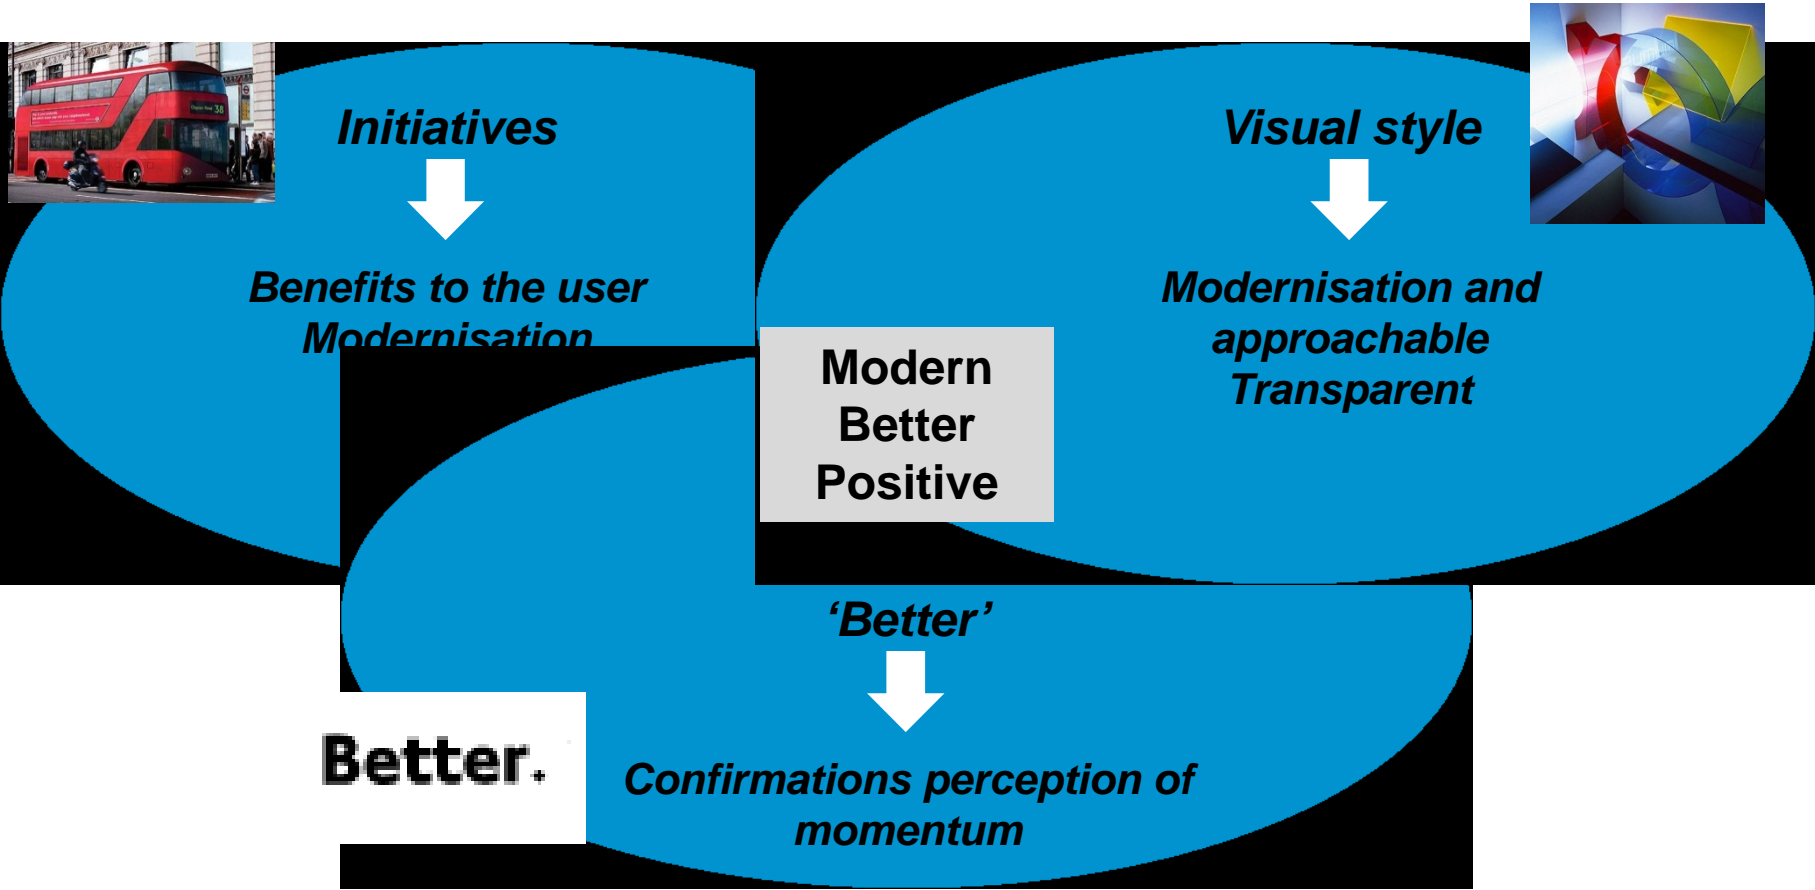 Initiatives
Benefits to the user
Modernisation
Visual style
Modernisation and
approachable
Transparent
Modern
Better
Positive
‘Better’
Confirmations perception of
momentum
Better.
38